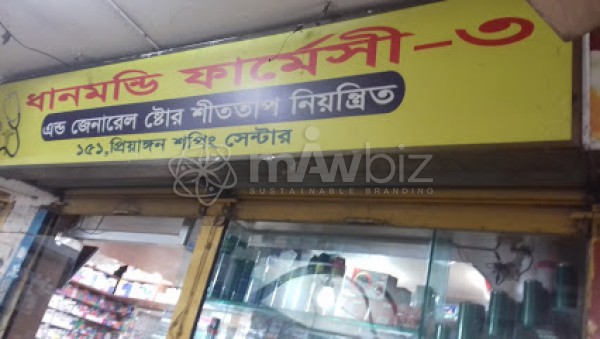 ধানমন্ডি ফার্মেসী-৩
এন্ড জেনারেল ষ্টোর শীততাপ নিয়ন্ত্রিত
১৫১,প্রিয়াঙ্গন শপিং সেন্টার
mAwbiz
SUSTAINABLE BRANDING